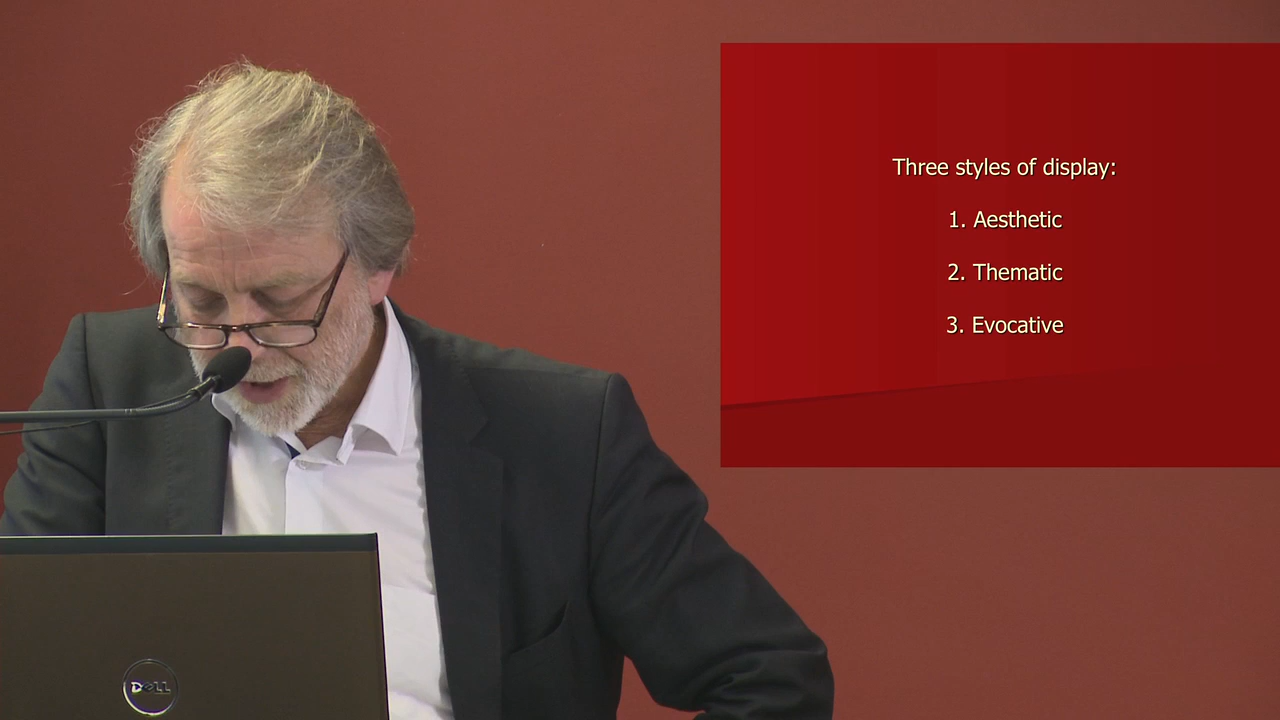 Three styles of display:
1. Aesthetic
2. Thematic
3. Evocative
DELL